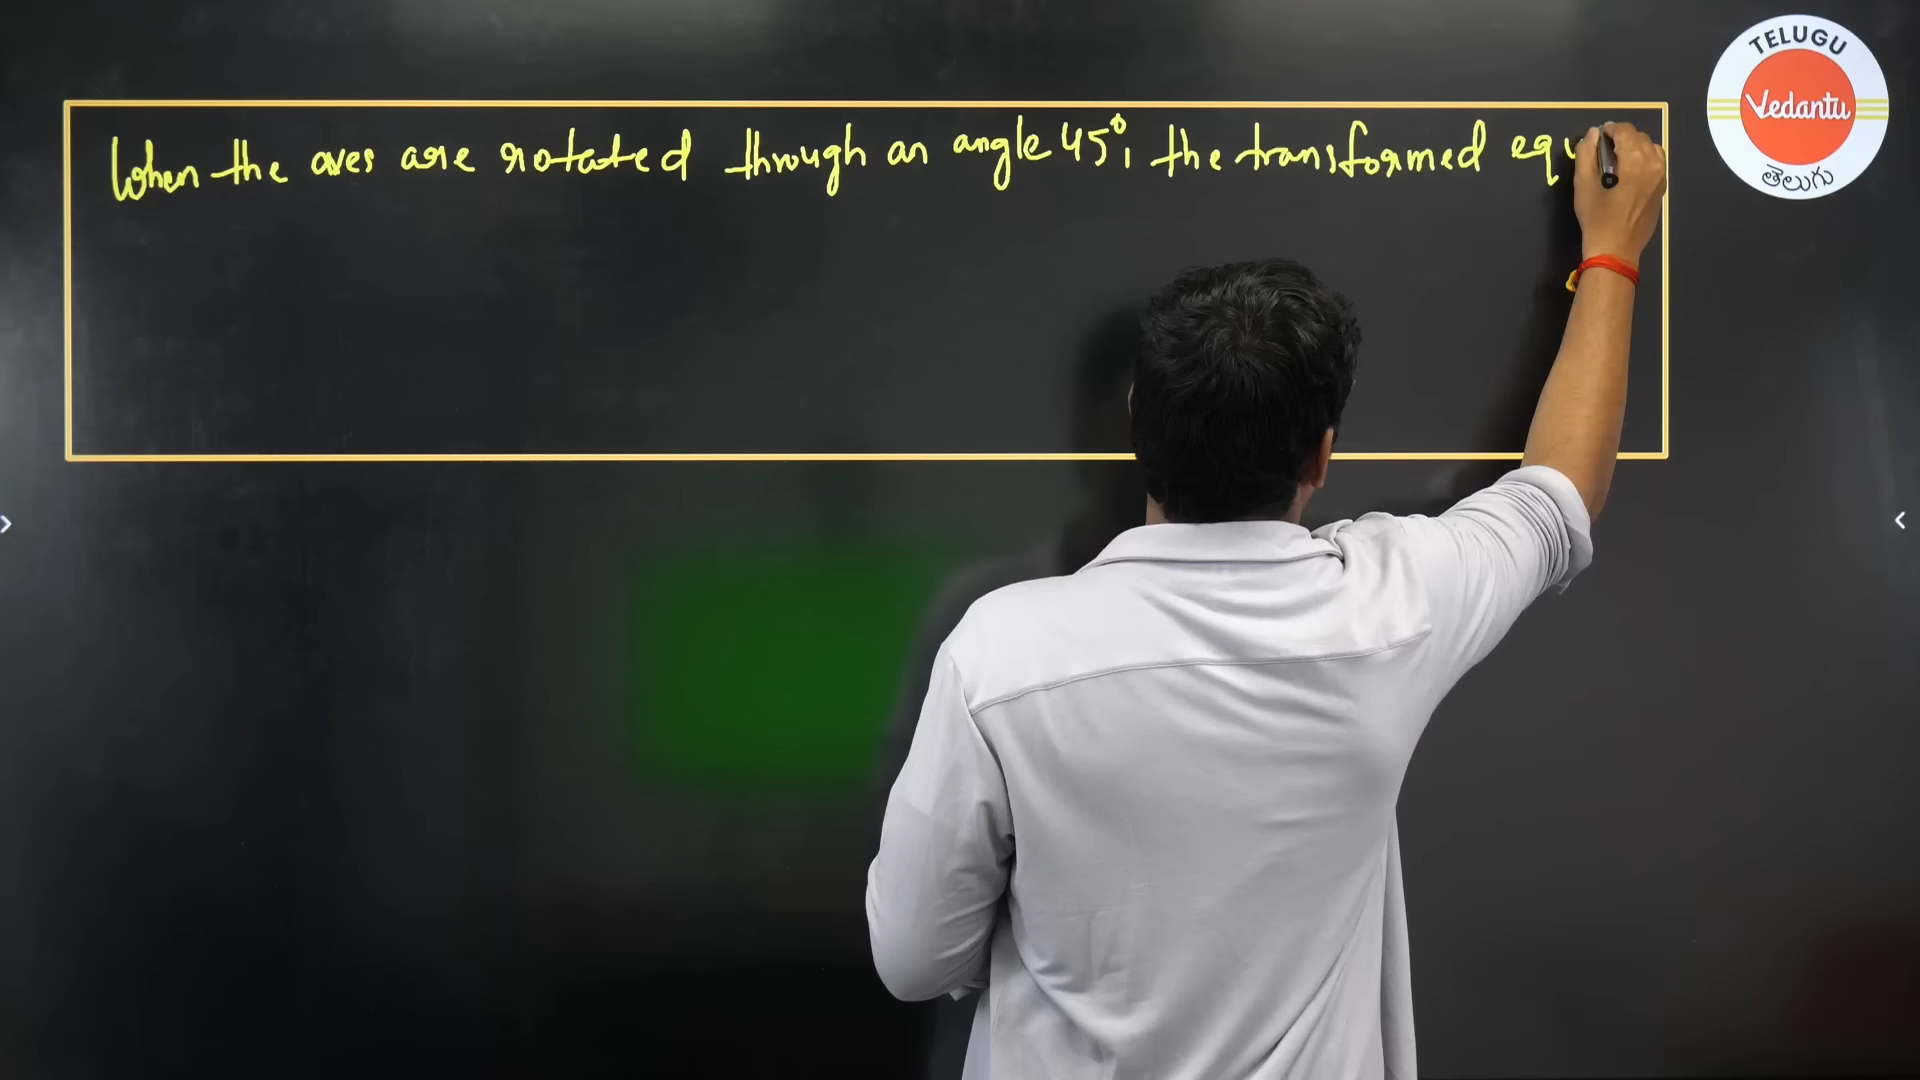 When the axes are rotated through an angle 45°, the transformed equ
TELUGU
Vedantu
తెలుగు